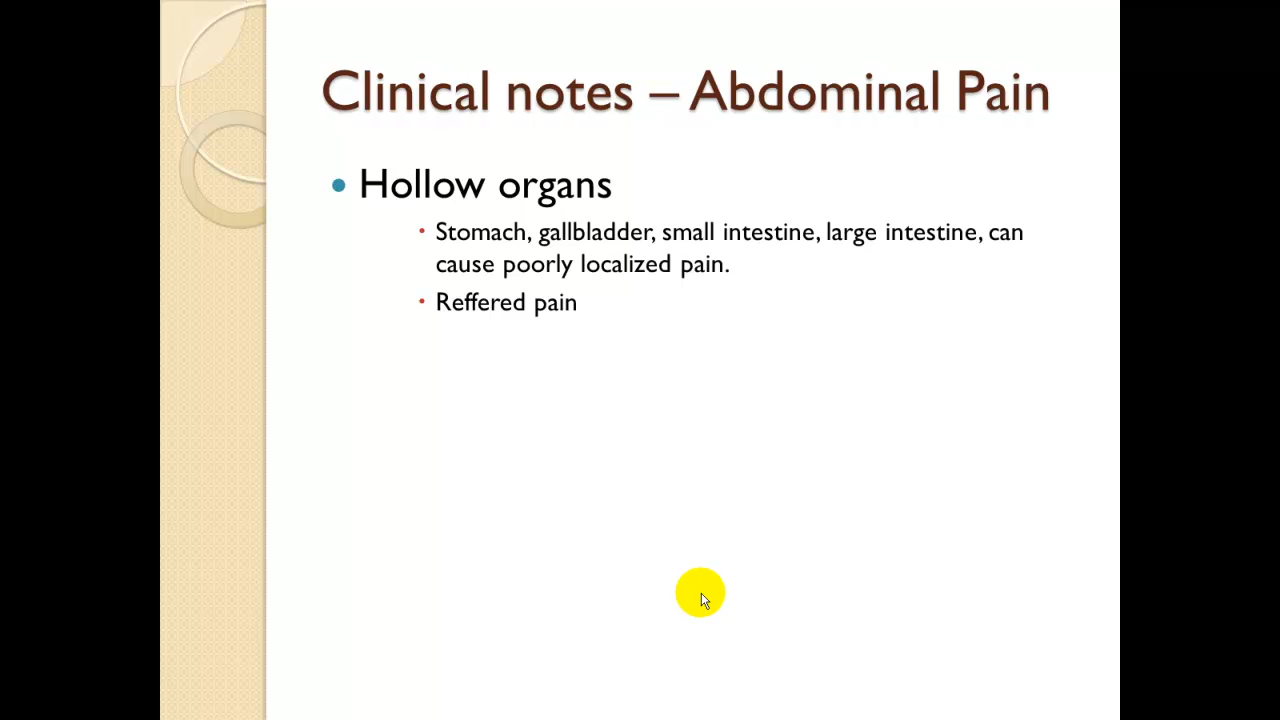 Clinical notes – Abdominal Pain
• Hollow organs
• Stomach, gallbladder, small intestine, large intestine, can
cause poorly localized pain.
• Reffered pain